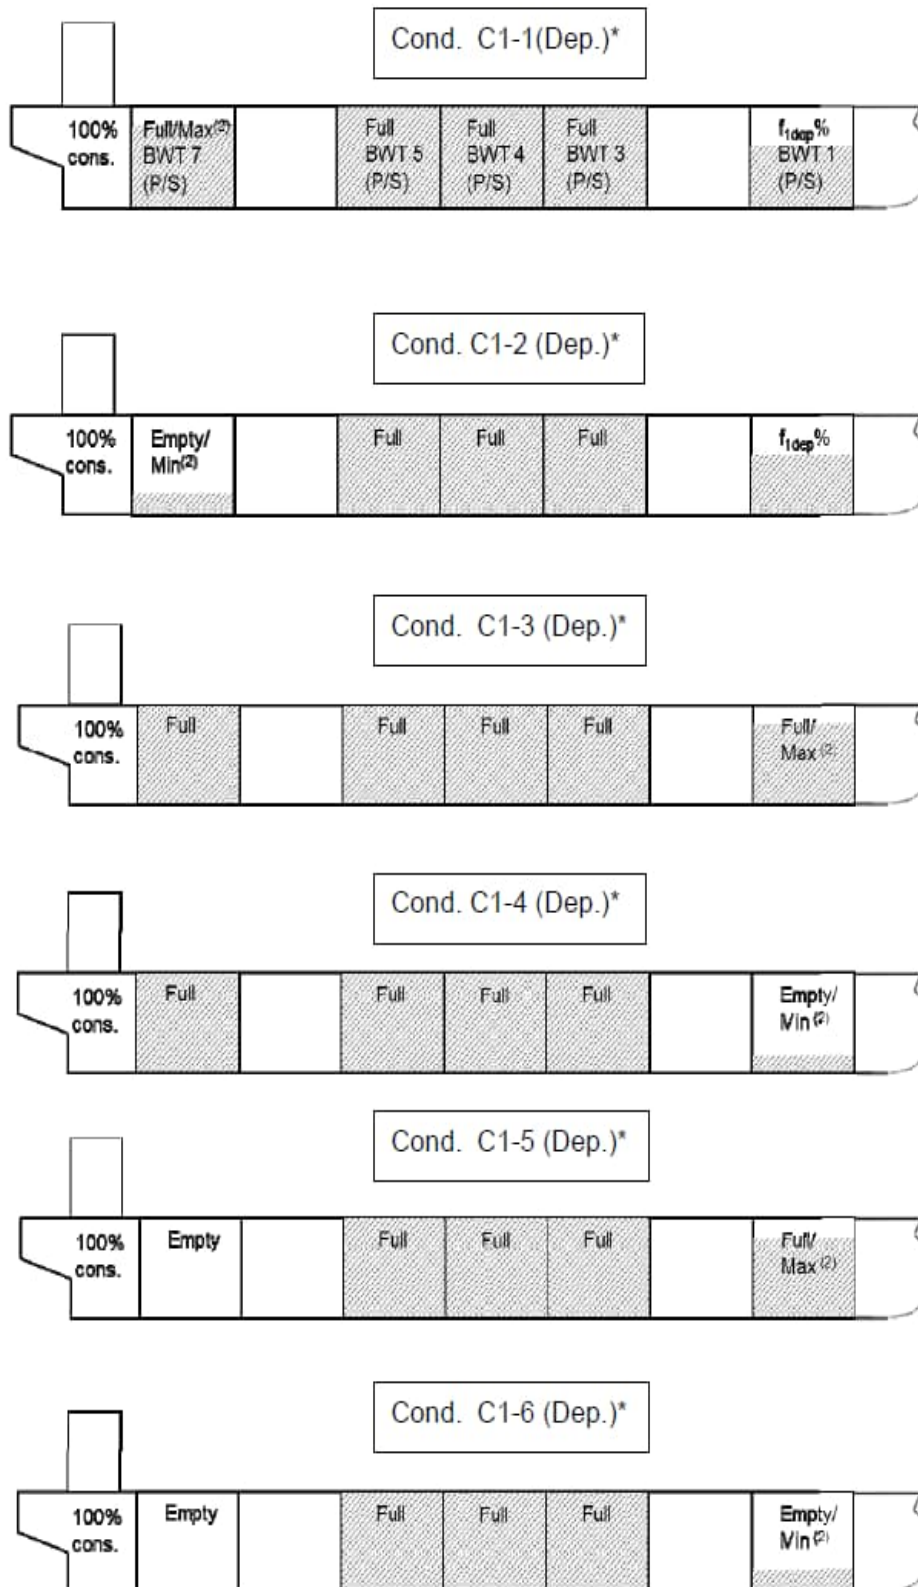 Cond. C1-1(Dep.)*
100% cons.
Full/Max(2) BWT 7 (P/S)
Full BWT 5 (P/S)
Full BWT 4 (P/S)
Full BWT 3 (P/S)
f1dep% BWT 1 (P/S)
Cond. C1-2 (Dep.)*
100% cons.
Empty/ Min(2)
Full
Full
Full
f1dep%
Cond. C1-3 (Dep.)*
100% cons.
Full
Full
Full
Full
Full/ Max (2)
Cond. C1-4 (Dep.)*
100% cons.
Full
Full
Full
Full
Empty/ Min (2)
Cond. C1-5 (Dep.)*
100% cons.
Empty
Full
Full
Full
Full/ Max (2)
Cond. C1-6 (Dep.)*
100% cons.
Empty
Full
Full
Full
Empty/ Min (2)